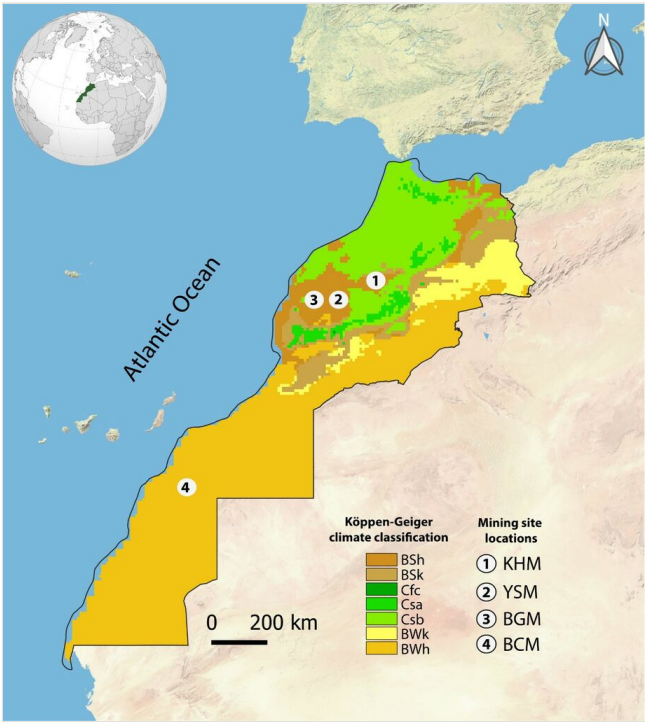 N
Atlantic Ocean
1
3
2
4
Köppen-Geiger
climate classification
BSh
BSk
Cfc
Csa
Csb
BWk
BWh
Mining site
locations
1 KHM
2 YSM
3 BGM
4 BCM
0 200 km